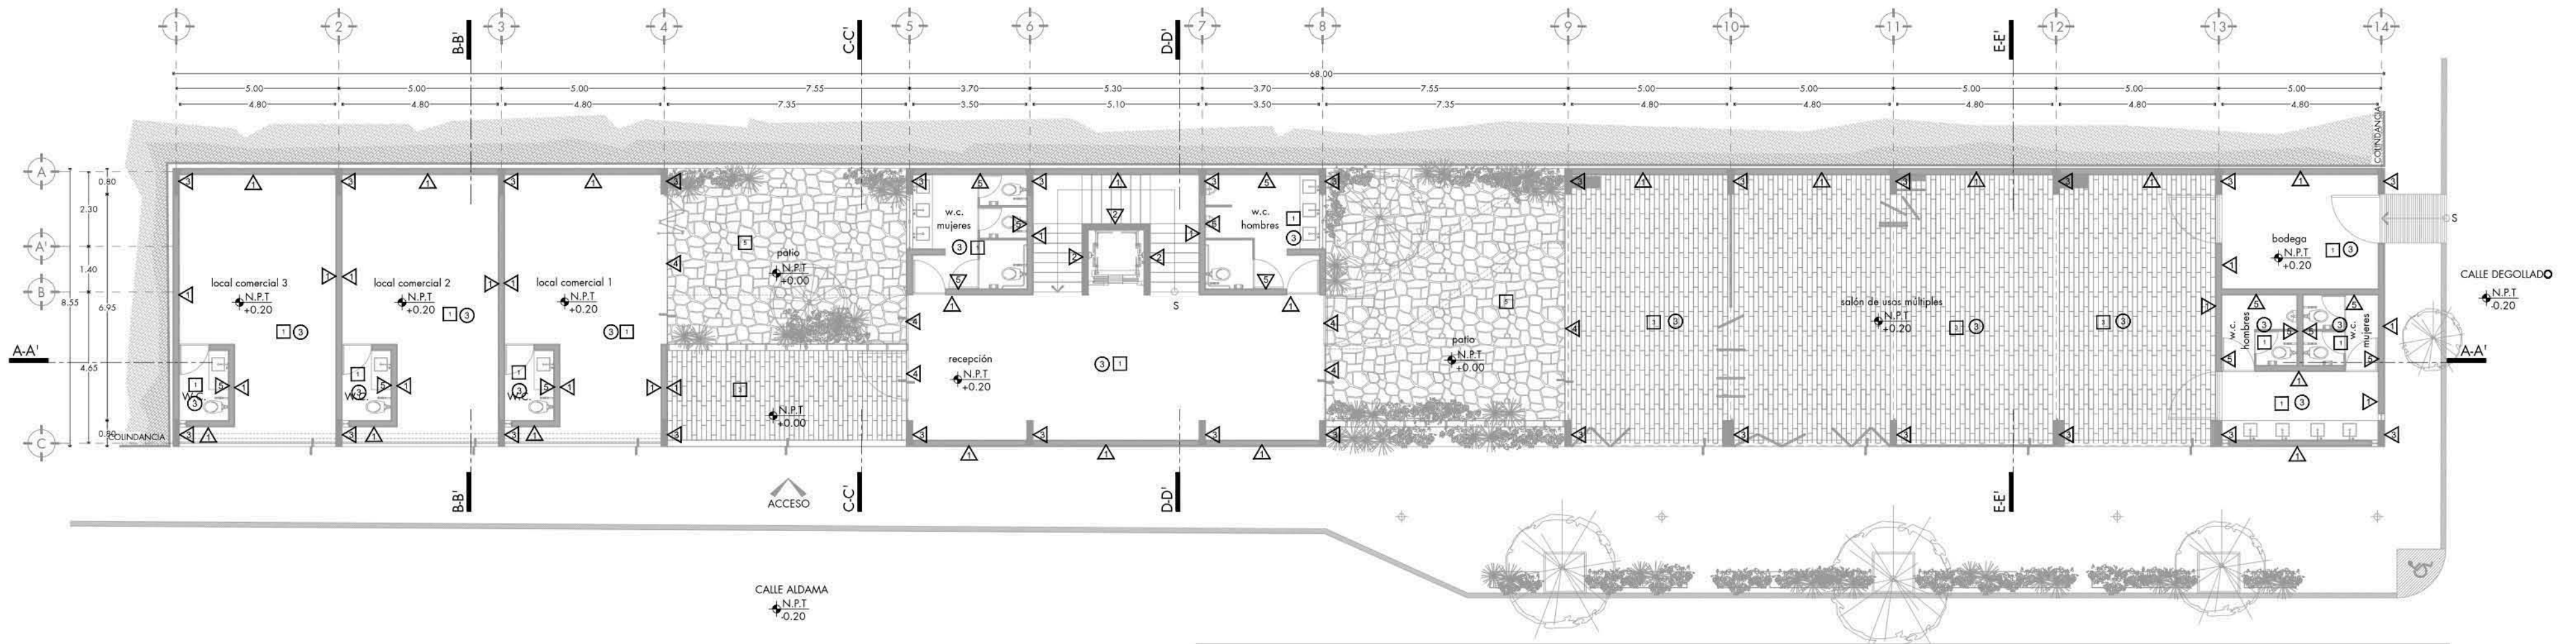 1 2 3 4 5 6 7 8 9 10 11 12 13 14
B-B' C-C' D-D' E-E'
68.00
5.00 5.00 5.00 7.55 3.70 5.30 3.70 7.55 5.00 5.00 5.00 5.00 5.00
4.80 4.80 4.80 7.35 3.50 5.10 3.50 7.35 4.80 4.80 4.80 4.80 4.80
COLINDANCIA
A
0.80
2.30
A'
1.40
B
8.55
6.95
4.65
0.80
C
COLINDANCIA
A-A'
local comercial 3
N.P.T
+0.20
W.C.
local comercial 2
N.P.T
+0.20
W.C.
local comercial 1
N.P.T
+0.20
patio
N.P.T
+0.00
N.P.T
+0.00
w.c.
mujeres
w.c.
hombres
S
recepción
N.P.T
+0.20
patio
N.P.T
+0.00
salón de usos múltiples
N.P.T
+0.20
bodega
N.P.T
+0.20
w.c.
hombres
w.c.
mujeres
S
CALLE DEGOLLADO
N.P.T
-0.20
A-A'
B-B' C-C' D-D' E-E'
ACCESO
CALLE ALDAMA
N.P.T
-0.20